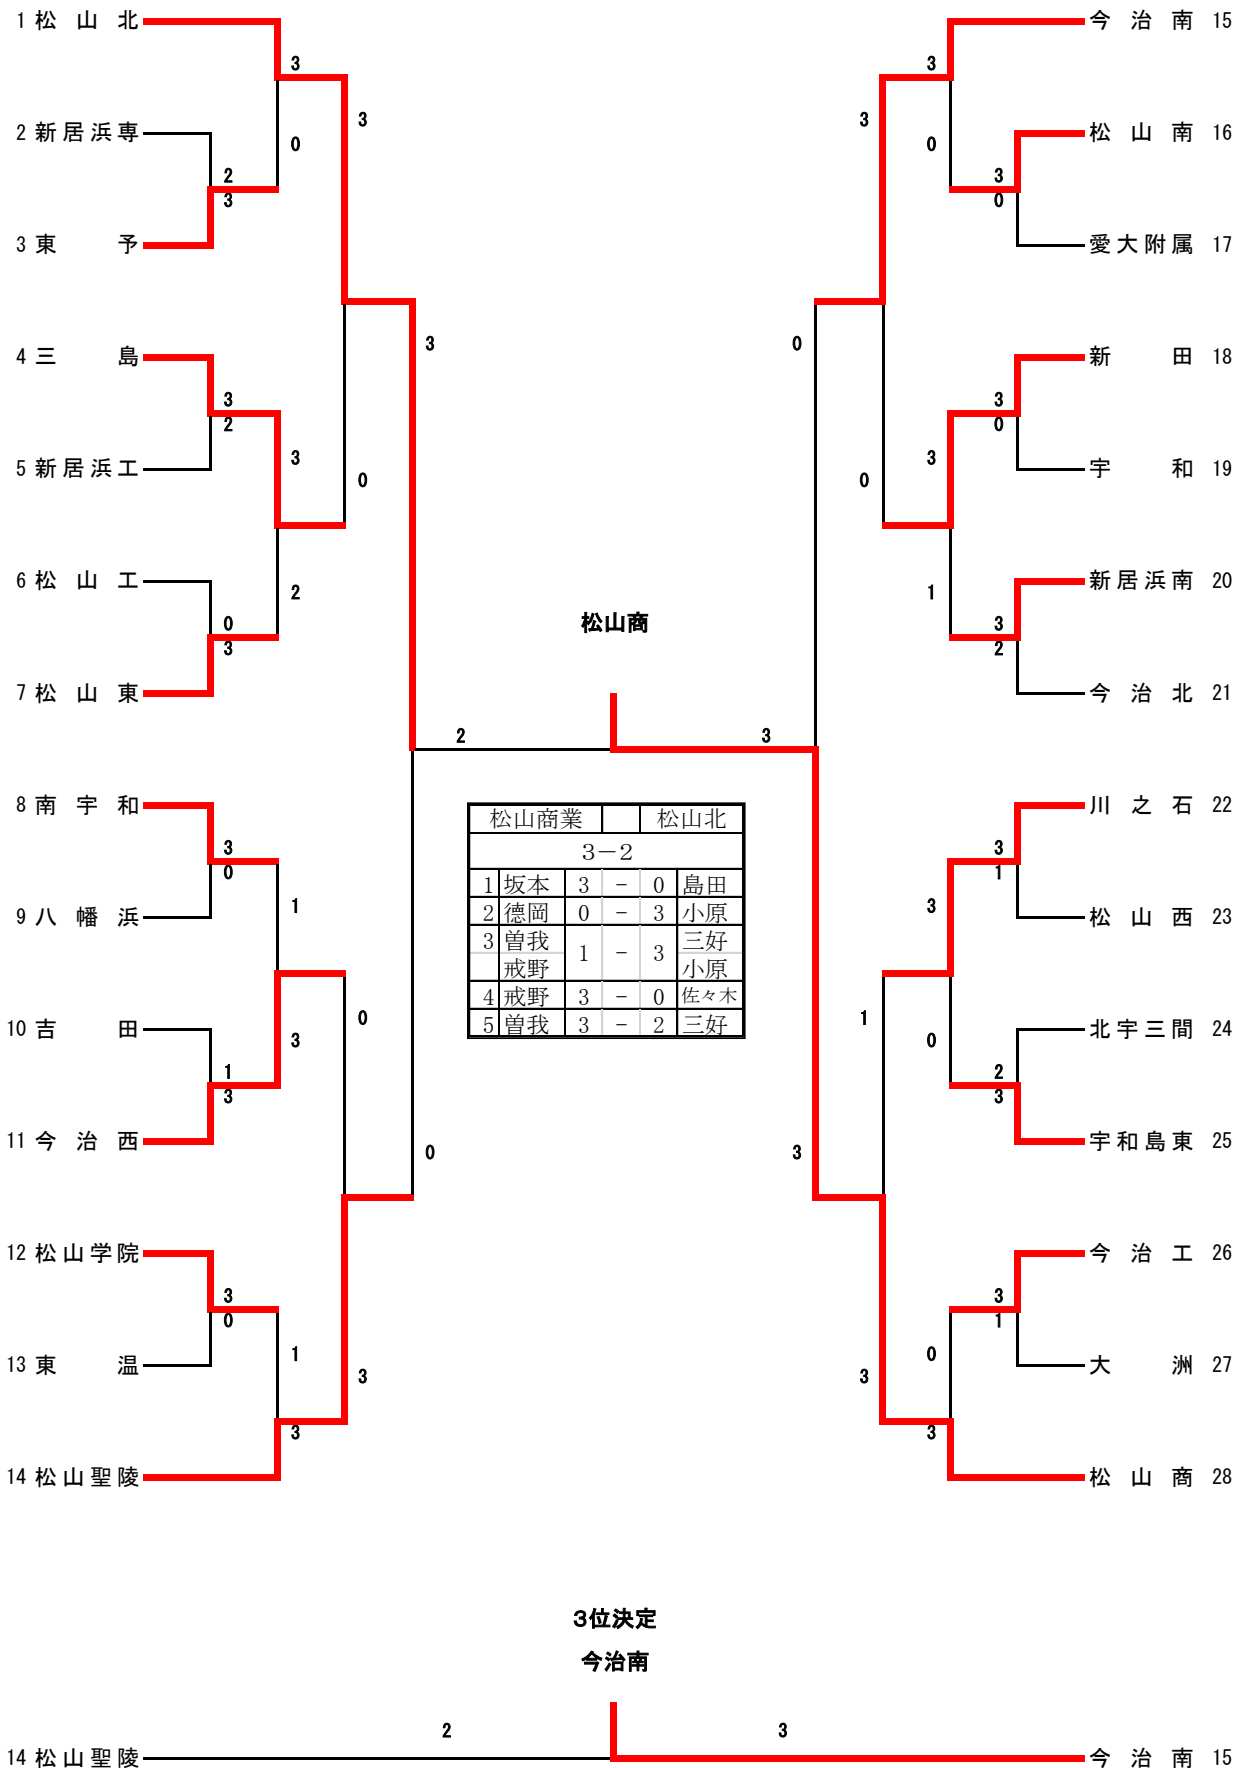 1 松山北
3
3
0
2 新居浜専
2
3
3 東予
3
4 三島
3
2
3
0
5 新居浜工
6 松山工
2
0
3
7 松山東
8 南宇和
3
0
1
9 八幡浜
0
10 吉田
3
1
3
11 今治西
0
12 松山学院
3
0
1
3
13 東温
3
14 松山聖陵
松山商
2
3
松山商業 松山北
3－2
1 坂本 3 － 0 島田
2 徳岡 0 － 3 小原
3 曽我 1 － 3 三好
戒野 小原
4 戒野 3 － 0 佐々木
5 曽我 3 － 2 三好
今治南 15
3
3
0
松山南 16
3
0
愛大附属 17
0
新田 18
3
0
3
0
宇和 19
新居浜南 20
1
3
2
今治北 21
川之石 22
3
1
3
松山西 23
1
北宇三間 24
0
2
3
宇和島東 25
3
今治工 26
3
1
0
3
大洲 27
3
松山商 28
3位決定
今治南
2
3
14 松山聖陵
今治南 15